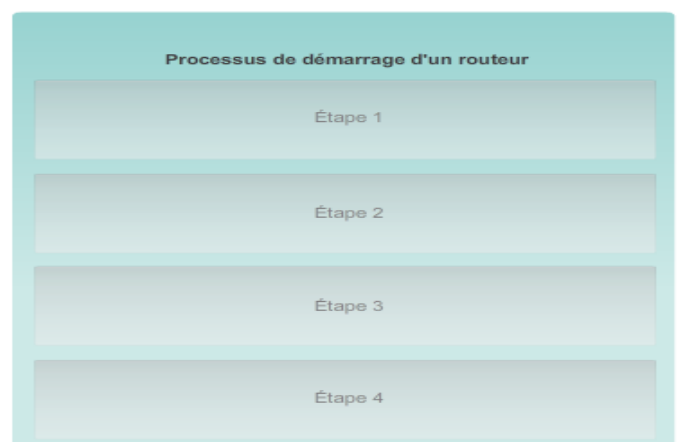 Processus de démarrage d'un routeur
Étape 1
Étape 2
Étape 3
Étape 4